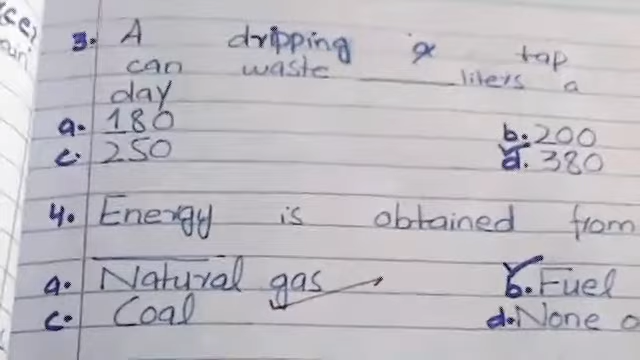 3. A dripping tap
can waste ______ liters a
day
a. 180 b. 200
c. 250 d. 380
4. Energy is obtained from
a. Natural gas b. Fuel
c. Coal d. None